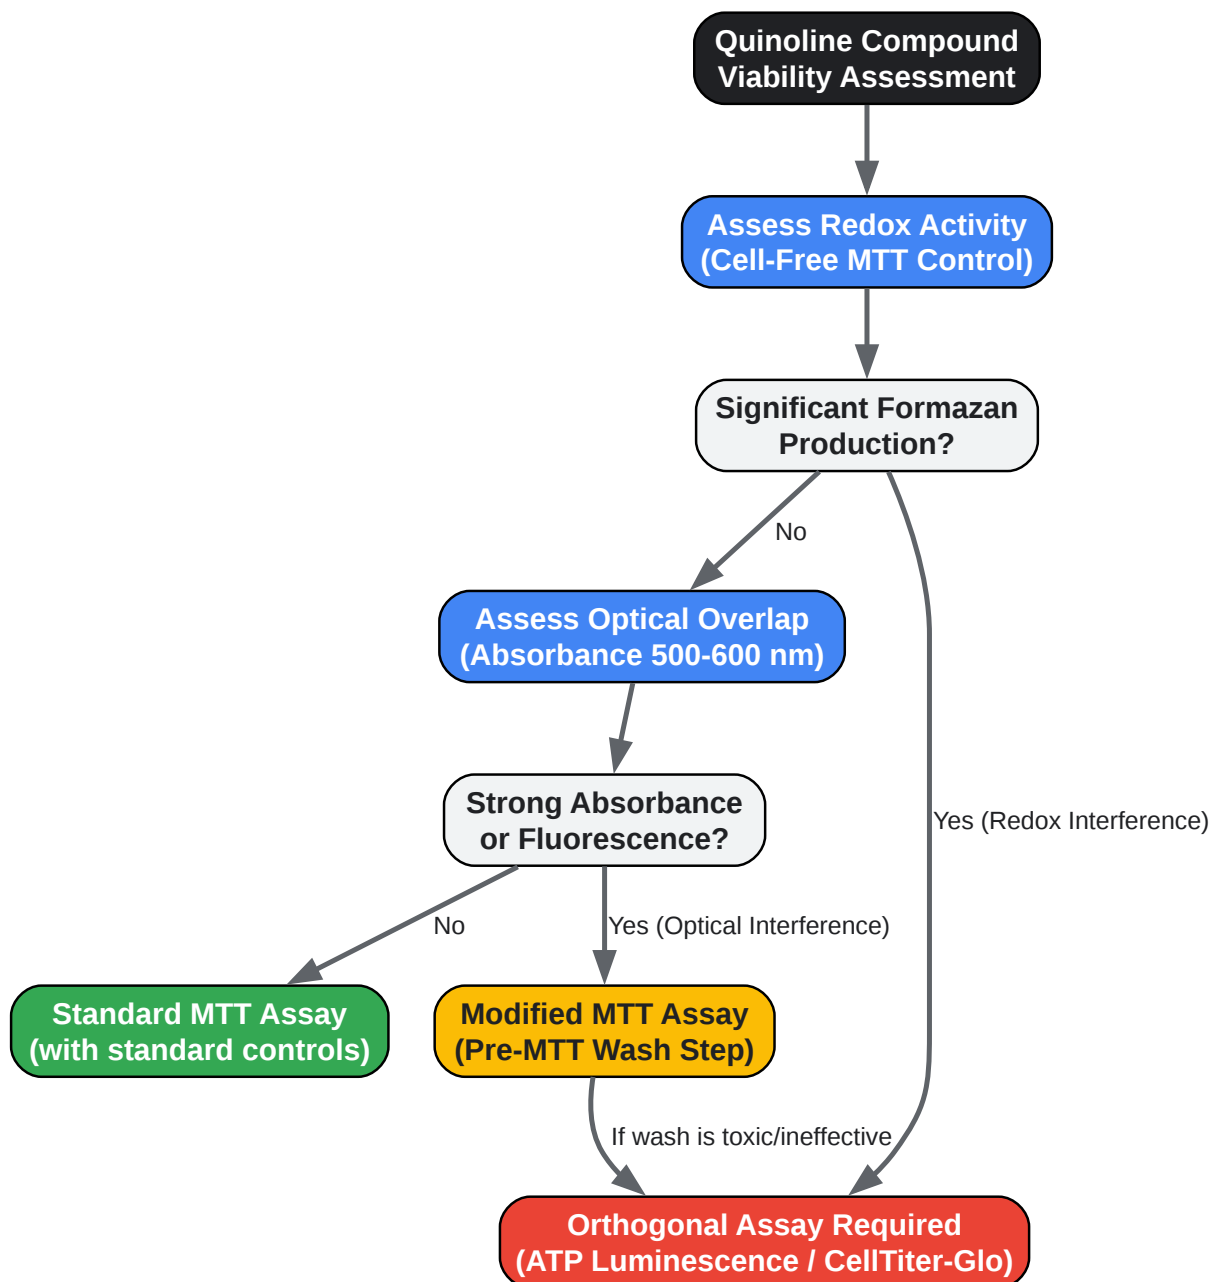 Quinoline Compound
Viability Assessment
Assess Redox Activity
(Cell-Free MTT Control)
Significant Formazan
Production?
No
Assess Optical Overlap
(Absorbance 500-600 nm)
Strong Absorbance
or Fluorescence?
Yes (Redox Interference)
No
Yes (Optical Interference)
Standard MTT Assay
(with standard controls)
Modified MTT Assay
(Pre-MTT Wash Step)
If wash is toxic/ineffective
Orthogonal Assay Required
(ATP Luminescence / CellTiter-Glo)